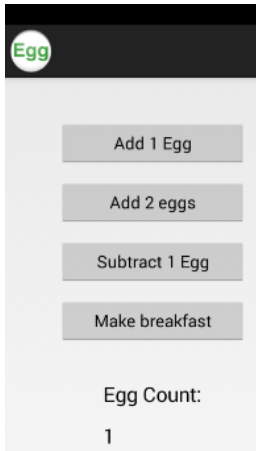 Egg
Add 1 Egg
Add 2 eggs
Subtract 1 Egg
Make breakfast
Egg Count:
1